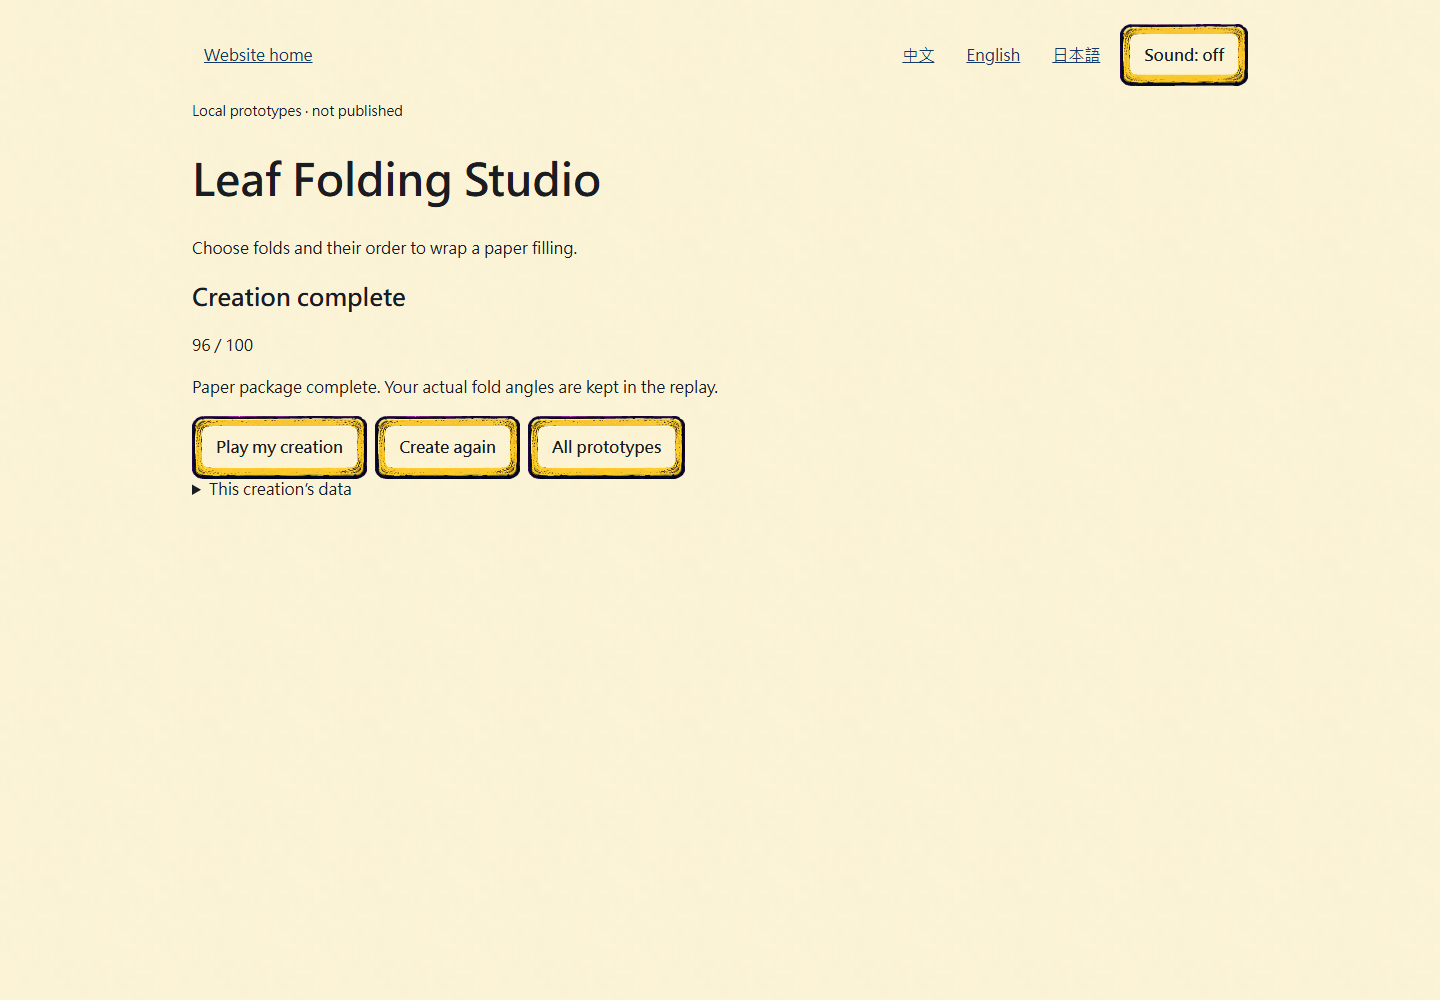 Website home
中文
English
日本語
Sound: off
Local prototypes · not published
Leaf Folding Studio
Choose folds and their order to wrap a paper filling.
Creation complete
96 / 100
Paper package complete. Your actual fold angles are kept in the replay.
Play my creation
Create again
All prototypes
This creation’s data